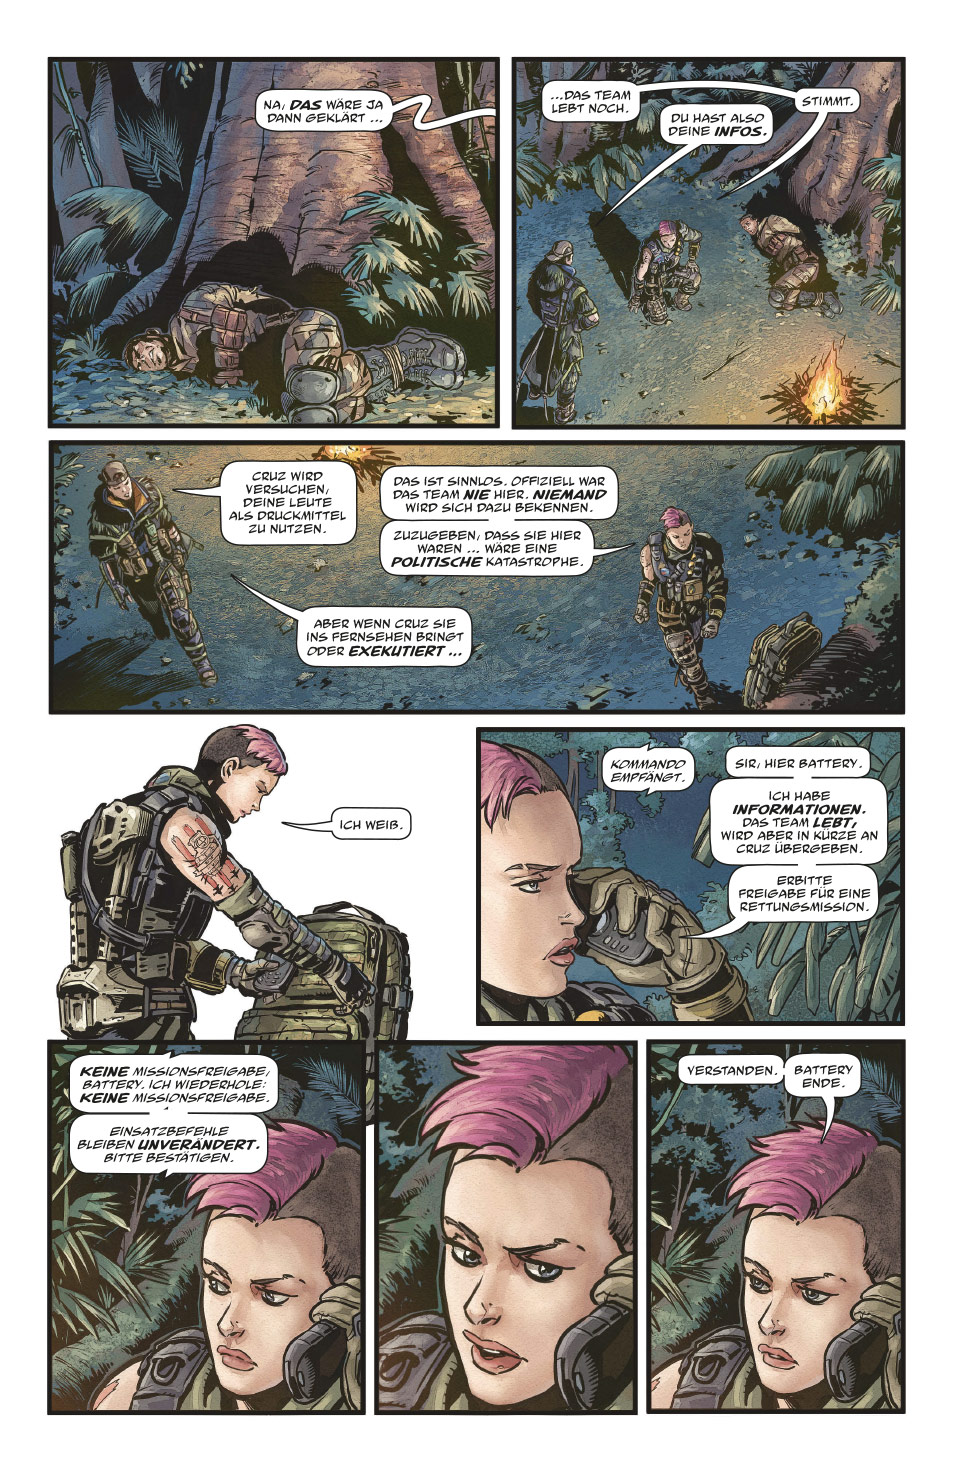 NA, DAS WÄRE JA
DANN GEKLÄRT ...
...DAS TEAM
LEBT NOCH.
DU HAST ALSO
DEINE INFOS.
STIMMT.
CRUZ WIRD
VERSUCHEN,
DEINE LEUTE
ALS DRUCKMITTEL
ZU NUTZEN.
DAS IST SINNLOS. OFFIZIELL WAR
DAS TEAM NIE HIER. NIEMAND
WIRD SICH DAZU BEKENNEN.
ZUZUGEBEN, DASS SIE HIER
WAREN ... WÄRE EINE
POLITISCHE KATASTROPHE.
ABER WENN CRUZ SIE
INS FERNSEHEN BRINGT
ODER EXEKUTIERT ...
ICH WEIß.
KOMMANDO
EMPFÄNGT.
SIR, HIER BATTERY.
ICH HABE
INFORMATIONEN.
DAS TEAM LEBT,
WIRD ABER IN KÜRZE AN
CRUZ ÜBERGEBEN.
ERBITTE
FREIGABE FÜR EINE
RETTUNGSMISSION.
KEINE MISSIONSFREIGABE,
BATTERY. ICH WIEDERHOLE:
KEINE MISSIONSFREIGABE.
EINSATZBEFEHLE
BLEIBEN UNVERÄNDERT.
BITTE BESTÄTIGEN.
VERSTANDEN.
BATTERY
ENDE.